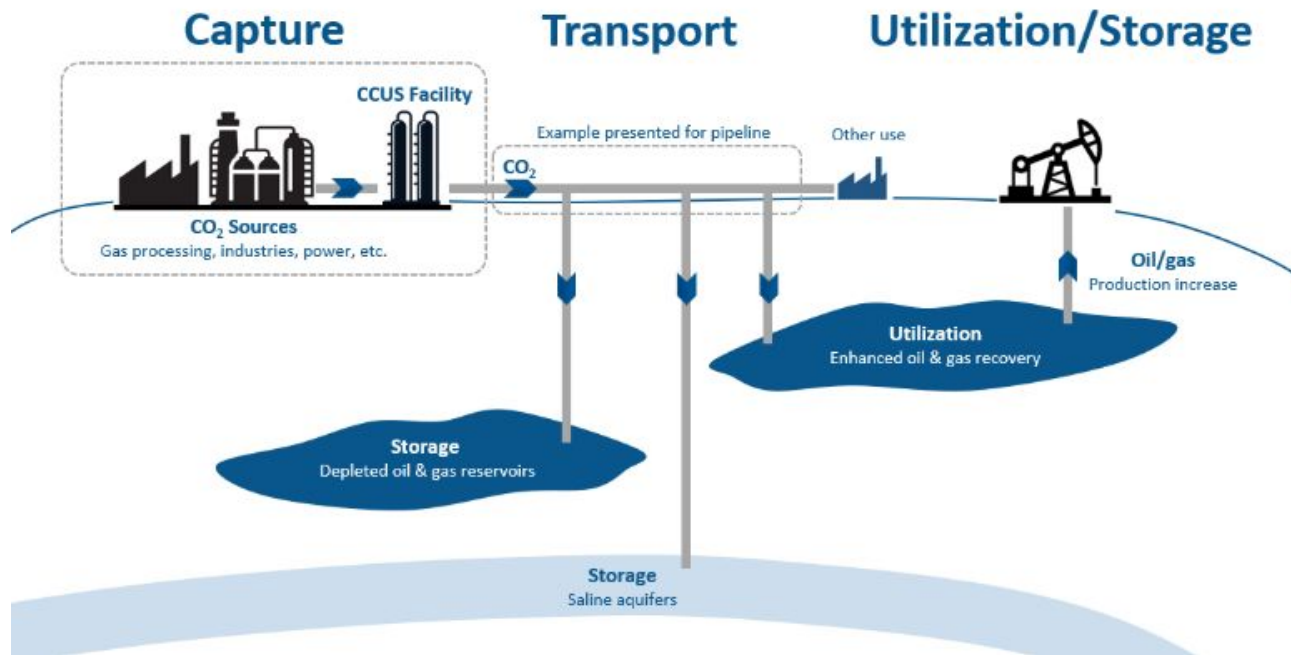 Capture
Transport
Utilization/Storage
CCUS Facility
Example presented for pipeline
Other use
CO₂
CO₂ Sources
Gas processing, industries, power, etc.
Oil/gas
Production increase
Utilization
Enhanced oil & gas recovery
Storage
Depleted oil & gas reservoirs
Storage
Saline aquifers